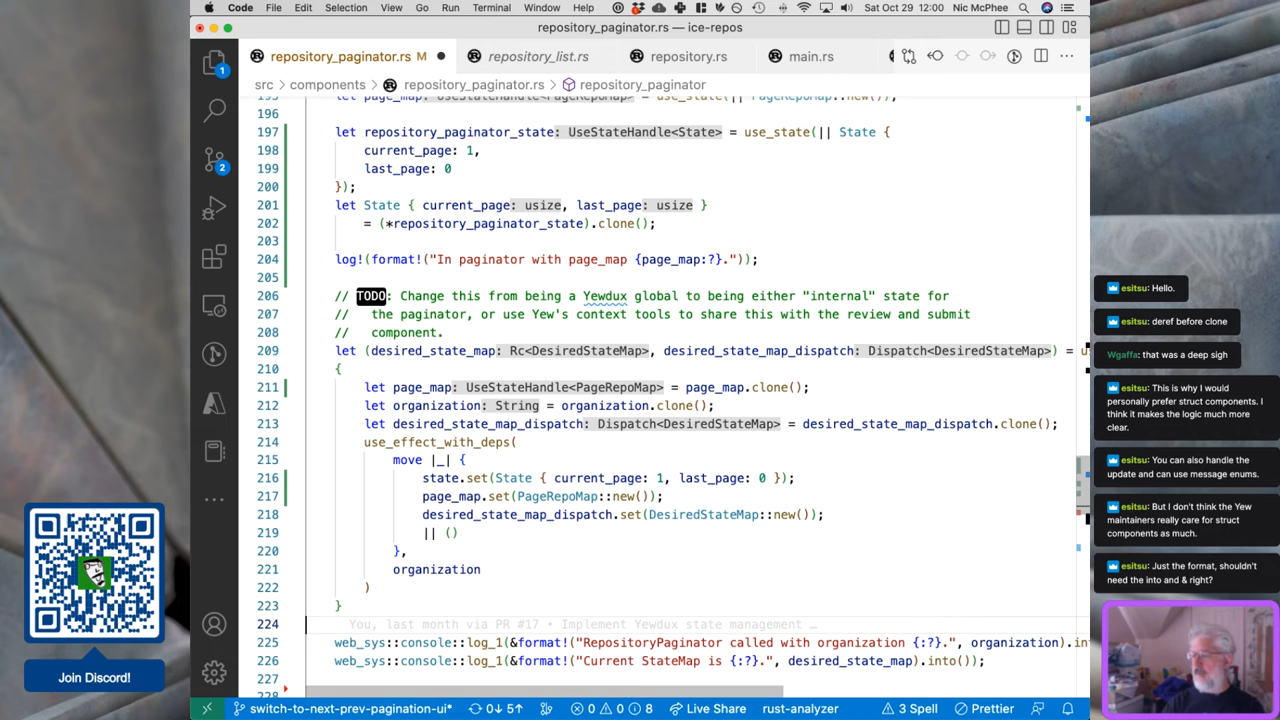 Code File Edit Selection View Go Run Terminal Window Help Sat Oct 29 12:00 Nic McPhee
repository_paginator.rs — ice-repos
repository_paginator.rs M repository_list.rs repository.rs main.rs
src components repository_paginator.rs repository_paginator
195 let page_map: UseStateHandle<PageRepoMap> = use_state(|| PageRepoMap::new());
196
197 let repository_paginator_state: UseStateHandle<State> = use_state(|| State {
198 current_page: 1,
199 last_page: 0
200 });
201 let State { current_page: usize, last_page: usize }
202 = (*repository_paginator_state).clone();
203
204 log!(format!("In paginator with page_map {page_map:?}."));
205
206 // TODO: Change this from being a Yewdux global to being either "internal" state for
207 // the paginator, or use Yew's context tools to share this with the review and submit
208 // component.
209 let (desired_state_map: Rc<DesiredStateMap>, desired_state_map_dispatch: Dispatch<DesiredStateMap>) =
210 {
211 let page_map: UseStateHandle<PageRepoMap> = page_map.clone();
212 let organization: String = organization.clone();
213 let desired_state_map_dispatch: Dispatch<DesiredStateMap> = desired_state_map_dispatch.clone();
214 use_effect_with_deps(
215 move |_| {
216 state.set(State { current_page: 1, last_page: 0 });
217 page_map.set(PageRepoMap::new());
218 desired_state_map_dispatch.set(DesiredStateMap::new());
219 || ()
220 },
221 organization
222 )
223 }
224 You, last month via PR #17 • Implement Yewdux state management …
225 web_sys::console::log_1(&format!("RepositoryPaginator called with organization {:?}.", organization).in
226 web_sys::console::log_1(&format!("Current StateMap is {:?}.", desired_state_map).into());
227
228
1
2
switch-to-next-prev-pagination-ui* 0↓ 5↑ 0 0 8 Live Share rust-analyzer 3 Spell Prettier
Join Discord!
esitsu: Hello.
esitsu: deref before clone
Wgaffa: that was a deep sigh
esitsu: This is why I would
personally prefer struct components. I
think it makes the logic much more
clear.
esitsu: You can also handle the
update and can use message enums.
esitsu: But I don't think the Yew
maintainers really care for struct
components as much.
esitsu: Just the format, shouldn't
need the into and & right?